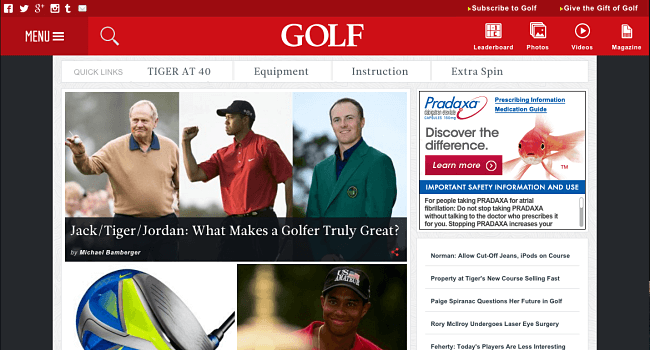 Subscribe to Golf
Give the Gift of Golf
MENU
GOLF
Leaderboard
Photos
Videos
Magazine
QUICK LINKS
TIGER AT 40
Equipment
Instruction
Extra Spin
Jack/Tiger/Jordan: What Makes a Golfer Truly Great?
by Michael Bamberger
Pradaxa
Prescribing Information
Medication Guide
Discover the
difference.
Learn more
TM
IMPORTANT SAFETY INFORMATION AND USE
For people taking PRADAXA for atrial
fibrillation: Do not stop taking PRADAXA
without talking to the doctor who prescribes it
for you. Stopping PRADAXA increases your
Norman: Allow Cut-Off Jeans, iPods on Course
Property at Tiger's New Course Selling Fast
Paige Spiranac Questions Her Future in Golf
Rory McIlroy Undergoes Laser Eye Surgery
Feherty: Today's Players Are Less Interesting
USA
AMATEUR